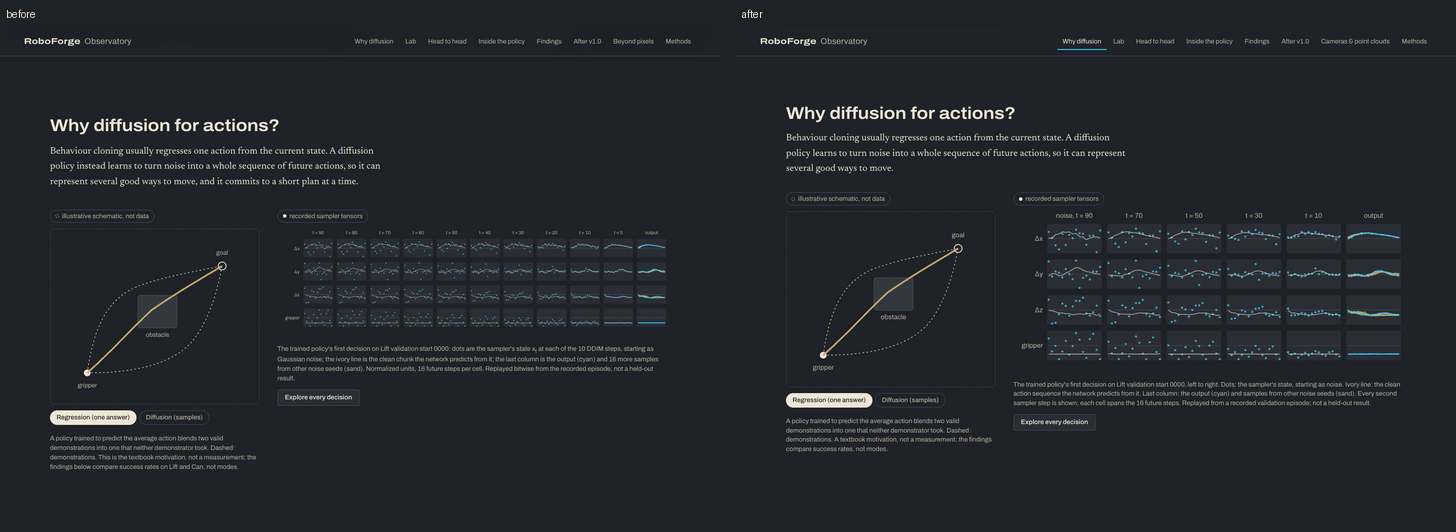 before
RoboForge Observatory
Why diffusion Lab Head to head Inside the policy Findings After v1.0 Beyond pixels Methods
Why diffusion for actions?
Behaviour cloning usually regresses one action from the current state. A diffusion
policy instead learns to turn noise into a whole sequence of future actions, so it can
represent several good ways to move, and it commits to a short plan at a time.
illustrative schematic, not data
goal
obstacle
gripper
Regression (one answer) Diffusion (samples)
A policy trained to predict the average action blends two valid
demonstrations into one that neither demonstrator took. Dashed:
demonstrations. This is the textbook motivation, not a measurement; the
findings below compare success rates on Lift and Can, not modes.
recorded sampler tensors
t = 90 t = 80 t = 70 t = 60 t = 50 t = 40 t = 30 t = 20 t = 10 t = 0 output
Δx
Δy
Δz
gripper
The trained policy's first decision on Lift validation start 0000: dots are the sampler's state xₜ at each of the 10 DDIM steps, starting as
Gaussian noise; the ivory line is the clean chunk the network predicts from it; the last column is the output (cyan) and 16 more samples
from other noise seeds (sand). Normalized units, 16 future steps per cell. Replayed bitwise from the recorded episode; not a held-out
result.
Explore every decision
after
RoboForge Observatory
Why diffusion Lab Head to head Inside the policy Findings After v1.0 Cameras & point clouds Methods
Why diffusion for actions?
Behaviour cloning usually regresses one action from the current state. A diffusion
policy learns to turn noise into a whole sequence of future actions, so it can represent
several good ways to move.
illustrative schematic, not data
goal
obstacle
gripper
Regression (one answer) Diffusion (samples)
A policy trained to predict the average action blends two valid
demonstrations into one that neither demonstrator took. Dashed:
demonstrations. A textbook motivation, not a measurement: the findings
compare success rates, not modes.
recorded sampler tensors
noise, t = 90 t = 70 t = 50 t = 30 t = 10 output
Δx
Δy
Δz
gripper
The trained policy's first decision on Lift validation start 0000, left to right. Dots: the sampler's state, starting as noise. Ivory line: the clean
action sequence the network predicts from it. Last column: the output (cyan) and samples from other noise seeds (sand). Every second
sampler step is shown; each cell spans the 16 future steps. Replayed from a recorded validation episode; not a held-out result.
Explore every decision